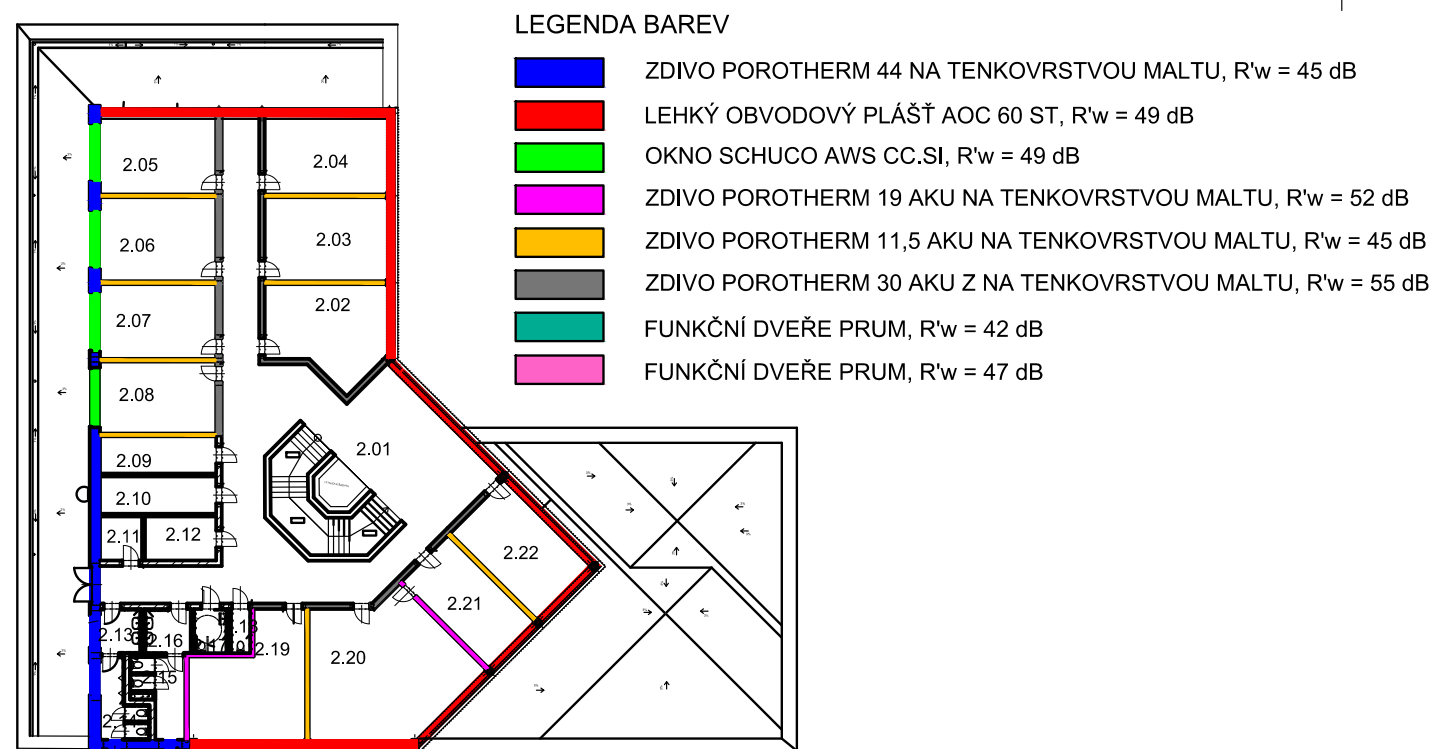 LEGENDA BAREV
ZDIVO POROTHERM 44 NA TENKOVRSTVOU MALTU, R'w = 45 dB
LEHKÝ OBVODOVÝ PLÁŠŤ AOC 60 ST, R'w = 49 dB
OKNO SCHUCO AWS CC.SI, R'w = 49 dB
ZDIVO POROTHERM 19 AKU NA TENKOVRSTVOU MALTU, R'w = 52 dB
ZDIVO POROTHERM 11,5 AKU NA TENKOVRSTVOU MALTU, R'w = 45 dB
ZDIVO POROTHERM 30 AKU Z NA TENKOVRSTVOU MALTU, R'w = 55 dB
FUNKČNÍ DVEŘE PRUM, R'w = 42 dB
FUNKČNÍ DVEŘE PRUM, R'w = 47 dB
2.05
2.04
2.06
2.03
2.07
2.02
2.08
2.01
2.09
2.10
2.11
2.12
2.22
2.21
2.13
2.16
2.18
2.19
2.20
2.15
2.14